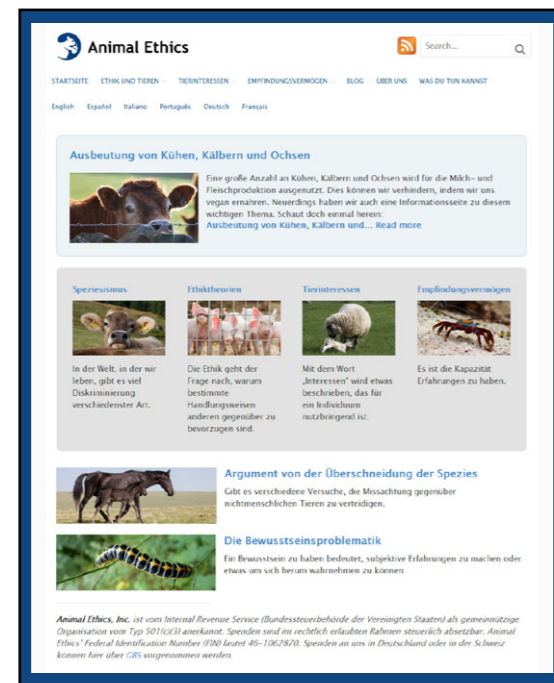 Animal Ethics
Search...
STARTSEITE ETHIK UND TIEREN TIERINTERESSEN EMPFINDUNGSVERMÖGEN BLOG ÜBER UNS WAS DU TUN KANNST
English Español Italiano Português Deutsch Français
Ausbeutung von Kühen, Kälbern und Ochsen
Eine große Anzahl an Kühen, Kälbern und Ochsen wird für die Milch- und
Fleischproduktion ausgenutzt. Dies können wir verhindern, indem wir uns
vegan ernähren. Neuerdings haben wir auch eine Informationsseite zu diesem
wichtigen Thema. Schaut doch einmal herein:
Ausbeutung von Kühen, Kälbern und... Read more
Speziesismus
In der Welt, in der wir
leben, gibt es viel
Diskriminierung
verschiedenster Art.
Ethiktheorien
Die Ethik geht der
Frage nach, warum
bestimmte
Handlungsweisen
anderen gegenüber zu
bevorzugen sind.
Tierinteressen
Mit dem Wort
„Interessen" wird etwas
beschrieben, das für
ein Individuum
nutzbringend ist.
Empfindungsvermögen
Es ist die Kapazität
Erfahrungen zu haben.
Argument von der Überschneidung der Spezies
Gibt es verschiedene Versuche, die Missachtung gegenüber
nichtmenschlichen Tieren zu verteidigen.
Die Bewusstseinsproblematik
Ein Bewusstsein zu haben bedeutet, subjektive Erfahrungen zu machen oder
etwas um sich herum wahrnehmen zu können
Animal Ethics, Inc. ist vom Internal Revenue Service (Bundessteuerbehörde der Vereinigten Staaten) als gemeinnützige
Organisation vom Typ 501(c)(3) anerkannt. Spenden sind im rechtlich erlaubten Rahmen steuerlich absetzbar. Animal
Ethics' Federal Identification Number (FIN) lautet 46-1062870. Spenden an uns in Deutschland oder in der Schweiz
können hier über GBS vorgenommen werden.